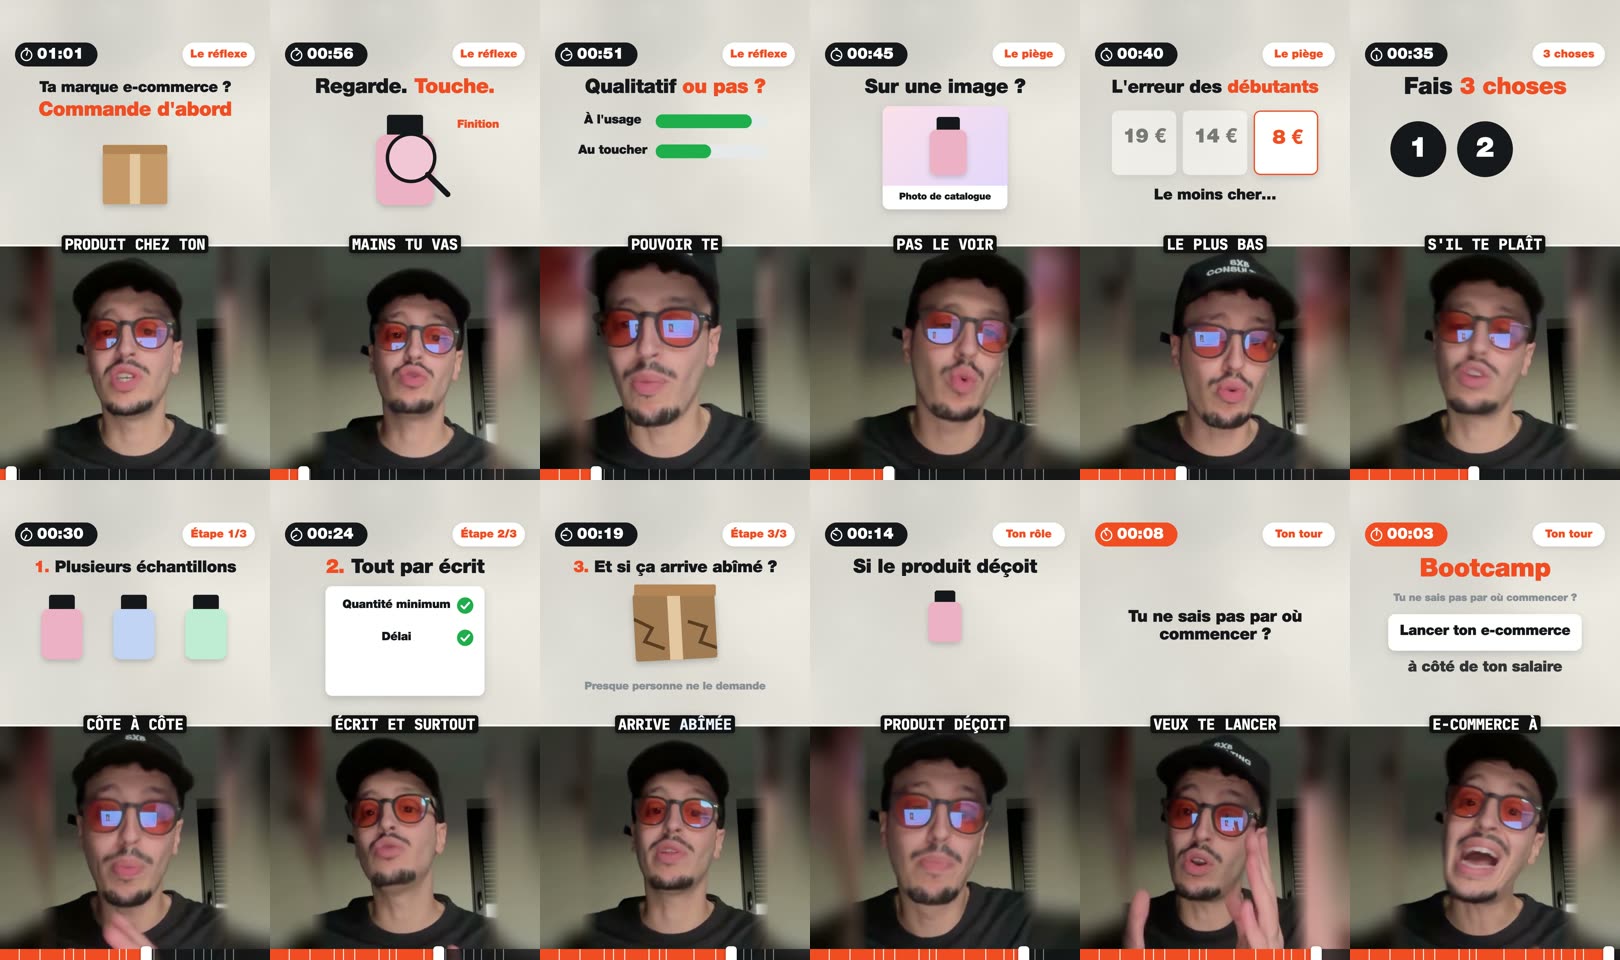 01:01
Le réflexe
Ta marque e-commerce ?
Commande d'abord
PRODUIT CHEZ TON
00:56
Le réflexe
Regarde. Touche.
Finition
MAINS TU VAS
00:51
Le réflexe
Qualitatif ou pas ?
À l'usage
Au toucher
POUVOIR TE
00:45
Le piège
Sur une image ?
Photo de catalogue
PAS LE VOIR
00:40
Le piège
L'erreur des débutants
19 €
14 €
8 €
Le moins cher...
LE PLUS BAS
00:35
3 choses
Fais 3 choses
1
2
S'IL TE PLAÎT
00:30
Étape 1/3
1. Plusieurs échantillons
CÔTE À CÔTE
00:24
Étape 2/3
2. Tout par écrit
Quantité minimum
Délai
ÉCRIT ET SURTOUT
00:19
Étape 3/3
3. Et si ça arrive abîmé ?
Presque personne ne le demande
ARRIVE ABÎMÉE
00:14
Ton rôle
Si le produit déçoit
PRODUIT DÉÇOIT
00:08
Ton tour
Tu ne sais pas par où
commencer ?
VEUX TE LANCER
00:03
Ton tour
Bootcamp
Tu ne sais pas par où commencer ?
Lancer ton e-commerce
à côté de ton salaire
E-COMMERCE À